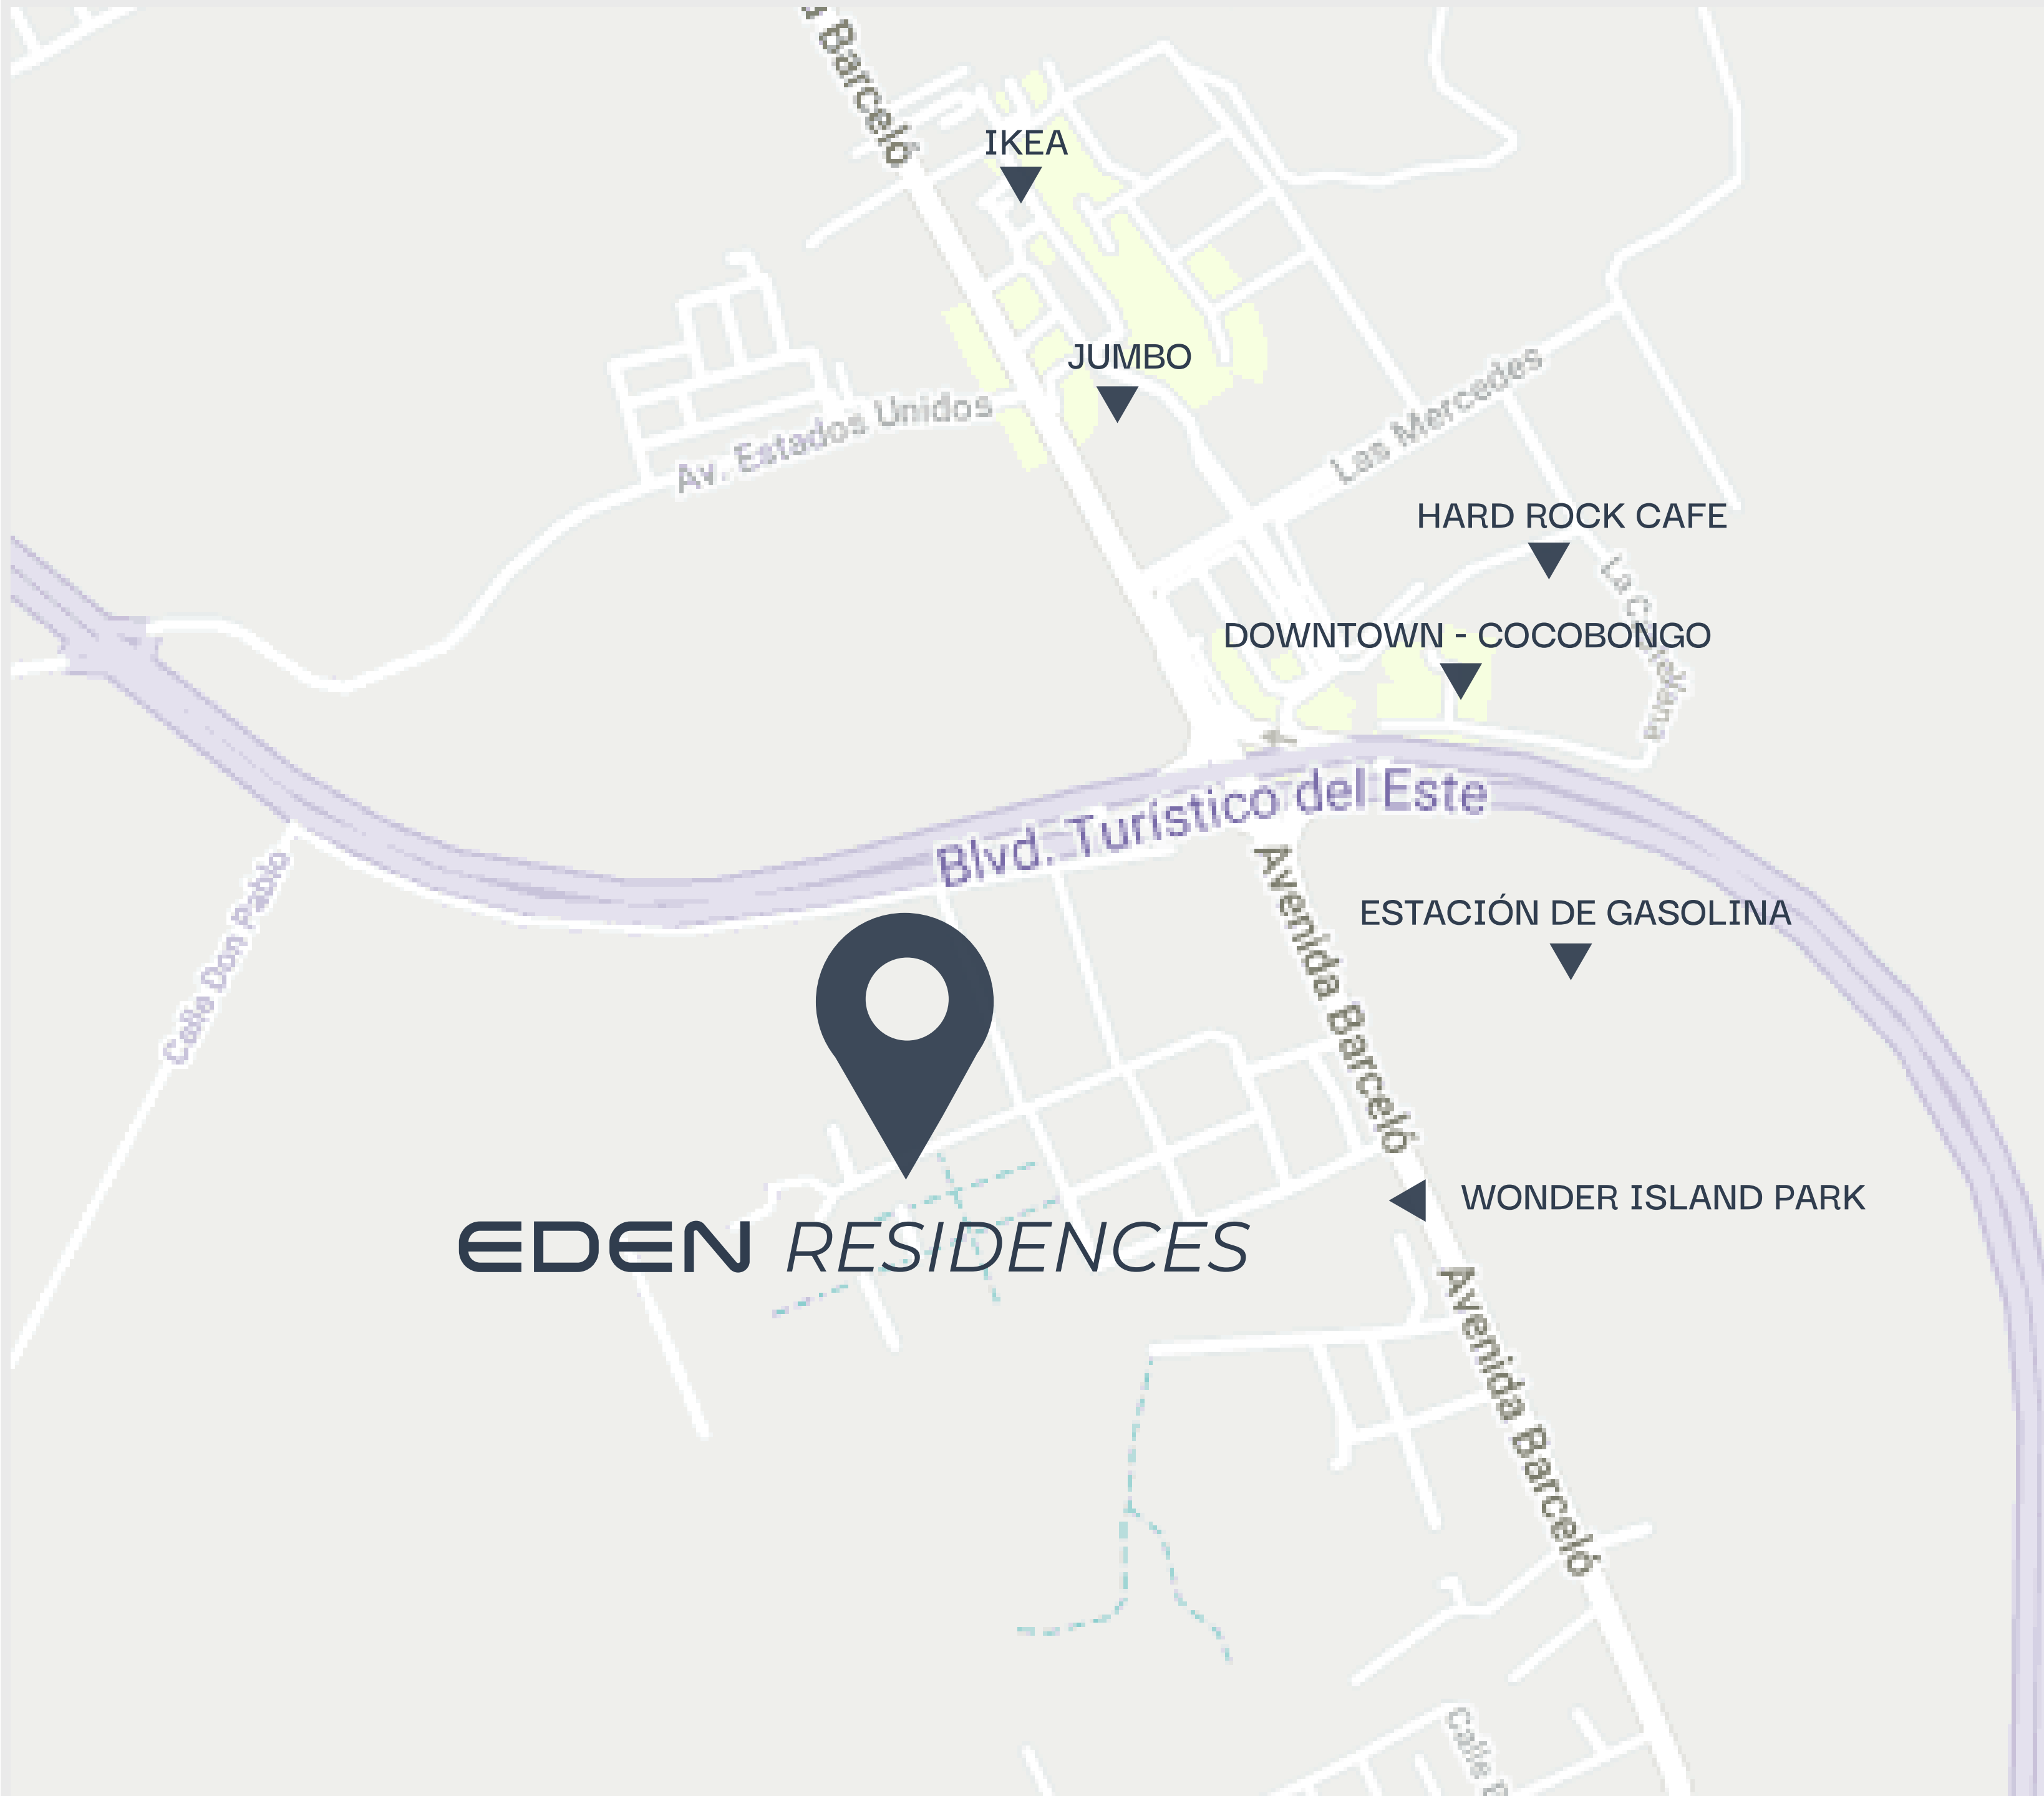 Barceló
IKEA
JUMBO
Av. Estados Unidos
Las Mercedes
HARD ROCK CAFE
DOWNTOWN - COCOBONGO
Blvd. Turístico del Este
Calle Don Pablo
Avenida Barceló
ESTACIÓN DE GASOLINA
WONDER ISLAND PARK
EDEN RESIDENCES
Avenida Barceló
Calle